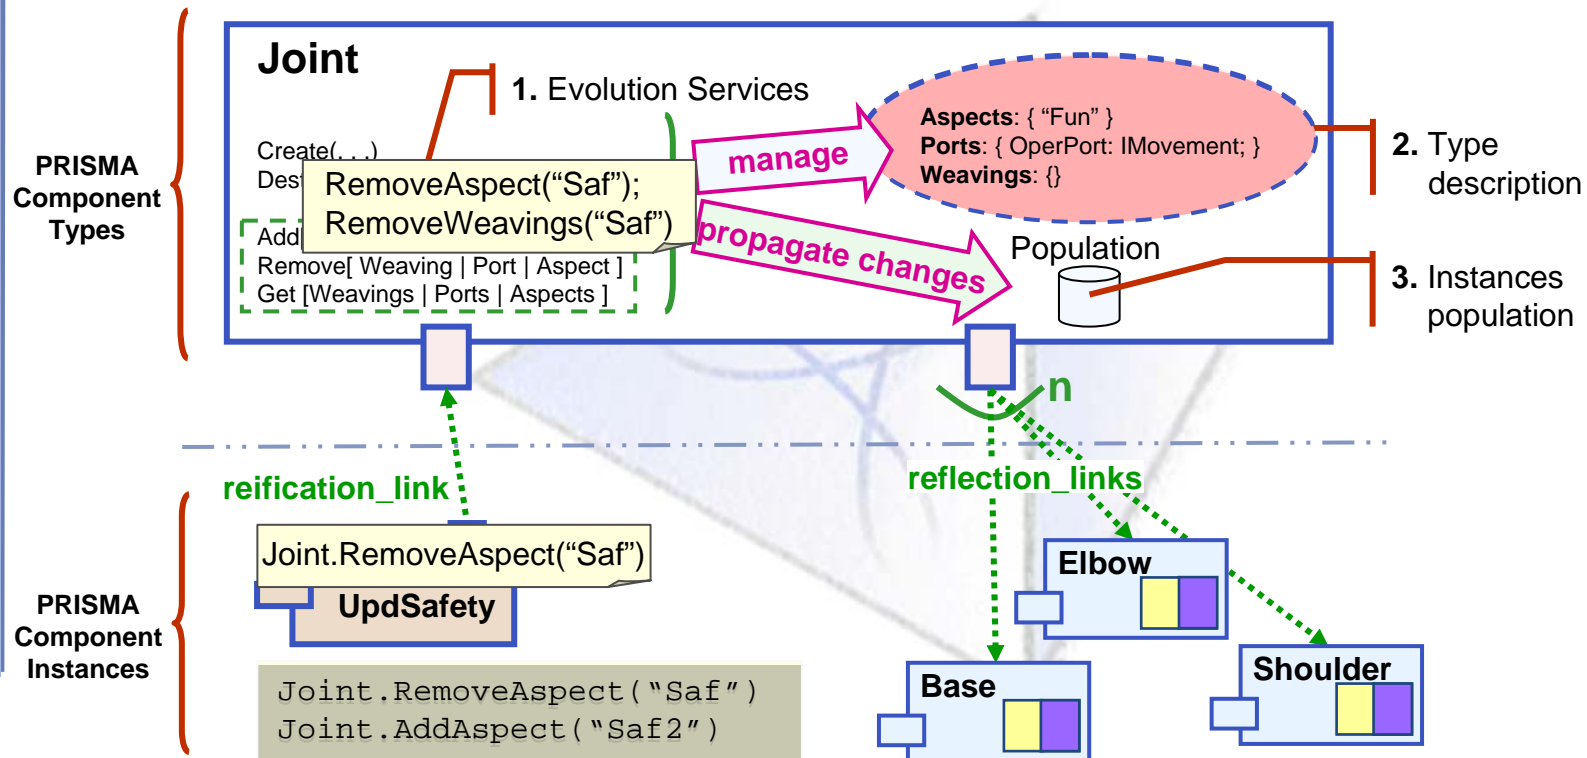 Joint
1. Evolution Services
Aspects: { “Fun” }
Ports: { OperPort: IMovement; }
Weavings: {}
2. Type
description
PRISMA
Component
Types
Create(. . .)
Dest
RemoveAspect(“Saf”);
RemoveWeavings(“Saf”)
manage
propagate changes
Add
Remove[ Weaving | Port | Aspect ]
Get [Weavings | Ports | Aspects ]
Population
3. Instances
population
n
reification_link
reflection_links
Joint.RemoveAspect(“Saf”)
UpdSafety
PRISMA
Component
Instances
Elbow
Base
Shoulder
Joint.RemoveAspect(“Saf”)
Joint.AddAspect(“Saf2”)